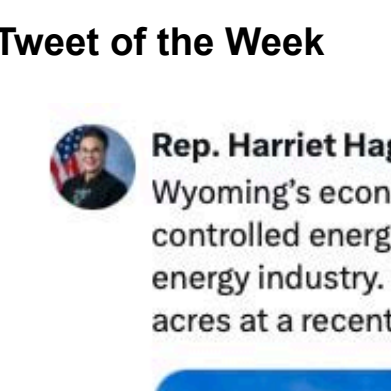 Tweet of the Week
Rep. Harriet Hag
Wyoming's econ
controlled energ
energy industry.
acres at a recent